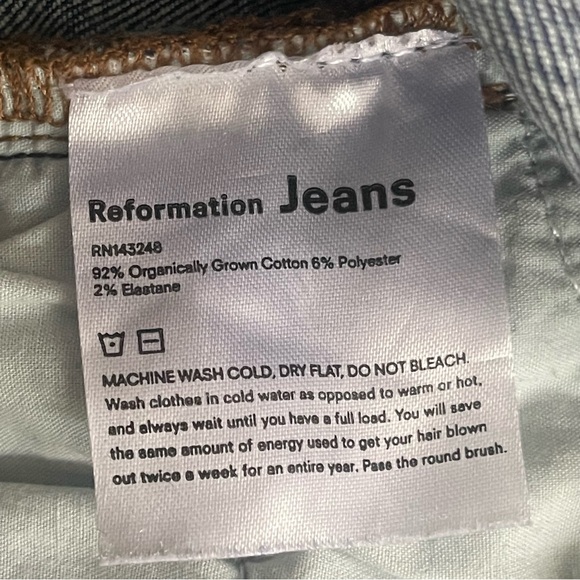 Reformation Jeans
RN143248
92% Organically Grown Cotton 6% Polyester
2% Elastane
MACHINE WASH COLD, DRY FLAT, DO NOT BLEACH.
Wash clothes in cold water as opposed to warm or hot,
and always wait until you have a full load. You will save
the same amount of energy used to get your hair blown
out twice a week for an entire year. Pass the round brush.